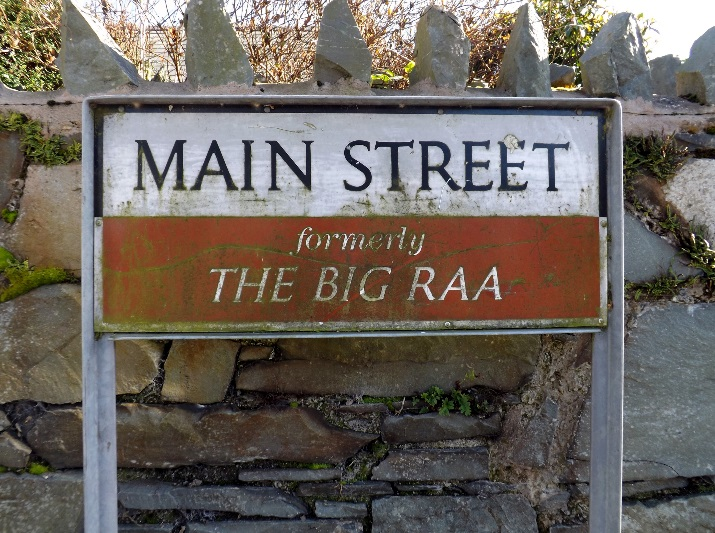 MAIN STREET
formerly
THE BIG RAA